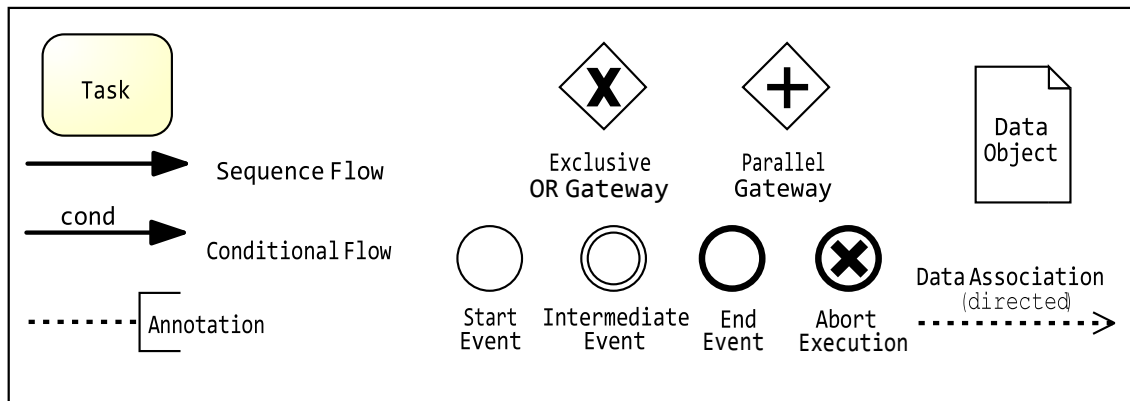 Task
Sequence Flow
cond
Conditional Flow
Annotation
Exclusive
OR Gateway
Parallel
Gateway
Data
Object
Start
Event
Intermediate
Event
End
Event
Abort
Execution
Data Association
(directed)